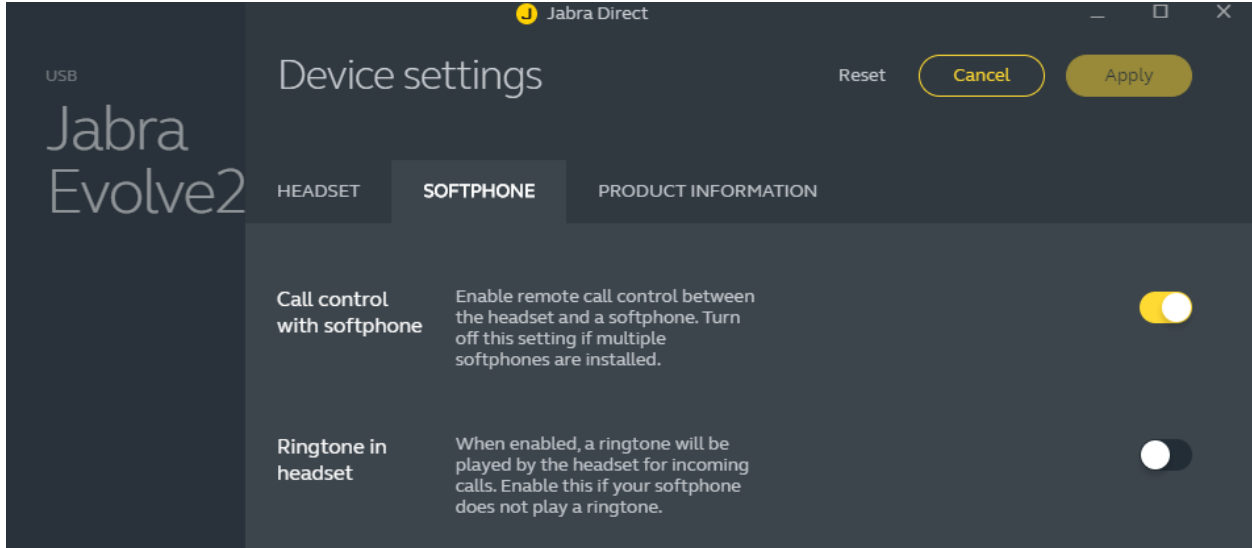 Jabra Direct
USB
Jabra
Evolve2
Device settings
Reset
Cancel
Apply
HEADSET
SOFTPHONE
PRODUCT INFORMATION
Call control
with softphone
Enable remote call control between
the headset and a softphone. Turn
off this setting if multiple
softphones are installed.
Ringtone in
headset
When enabled, a ringtone will be
played by the headset for incoming
calls. Enable this if your softphone
does not play a ringtone.